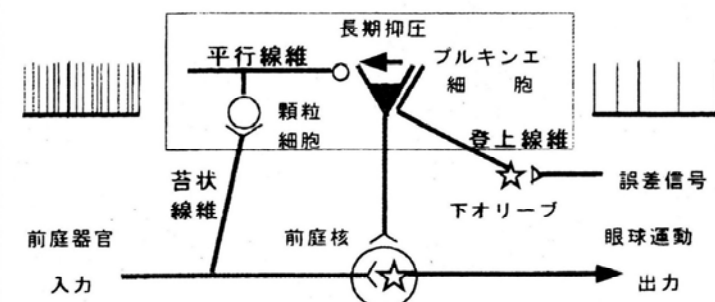 長期抑圧
平行線維
プルキンエ
細胞
顆粒
細胞
登上線維
苔状
線維
誤差信号
下オリーブ
前庭器官
前庭核
眼球運動
入力
出力